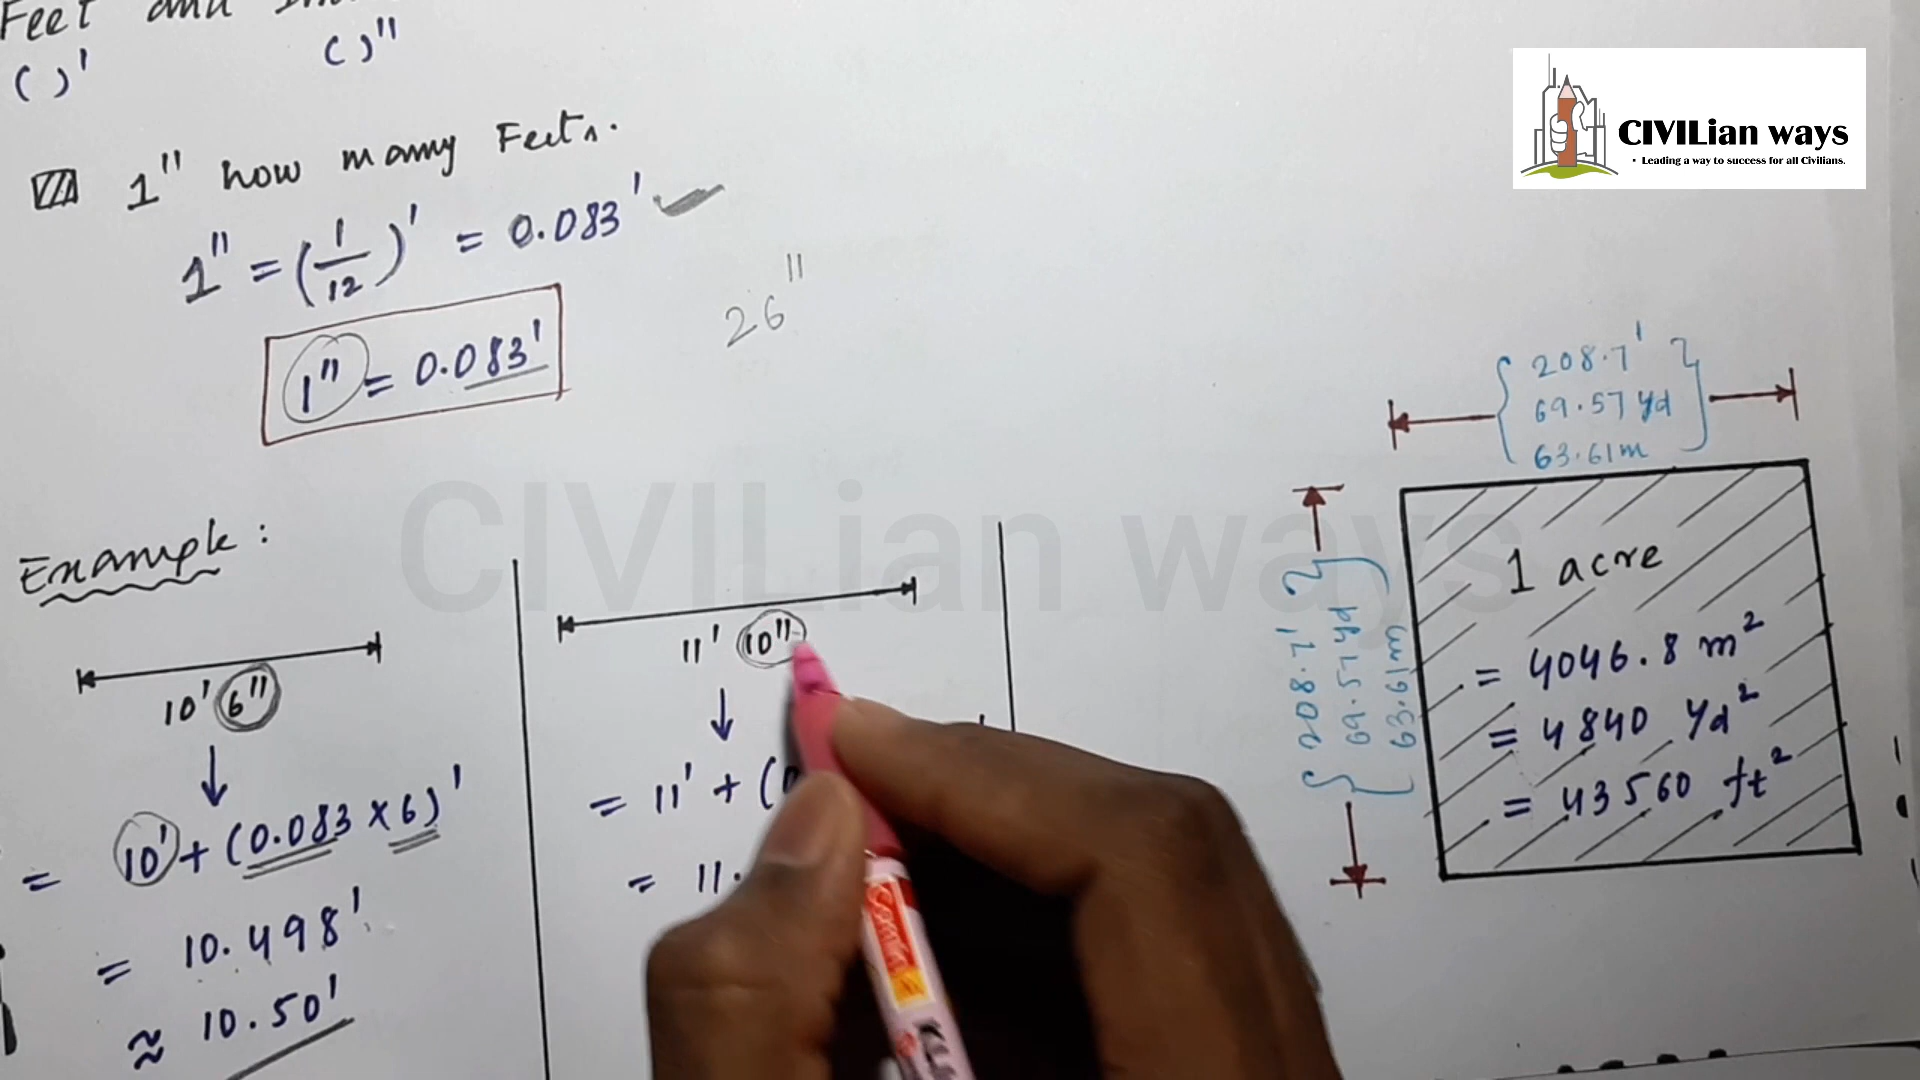 Feet and
( )' ( )"
1" how many Feets.
1" = (1/12)' = 0.083'
1" = 0.083'
26"
Example :
10' 6"
= 10' + (0.083 × 6)'
= 10.498'
≈ 10.50'
11' 10"
= 11' + (
= 11.
208.7'
69.57 yd
63.61m
208.7'
69.57 yd
63.61m
1 acre
= 4046.8 m²
= 4840 Yd²
= 43560 ft²
CIVILian ways
• Leading a way to success for all Civilians.
CIVILian ways